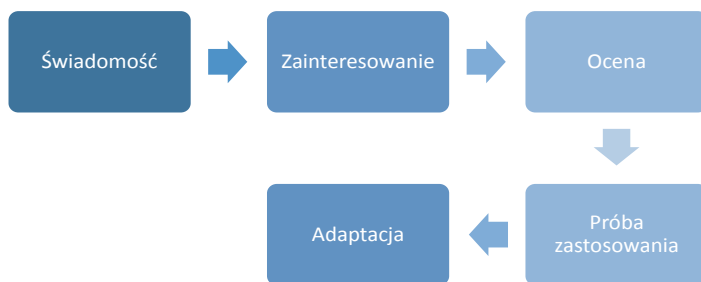 Świadomość
Zainteresowanie
Ocena
Próba
zastosowania
Adaptacja